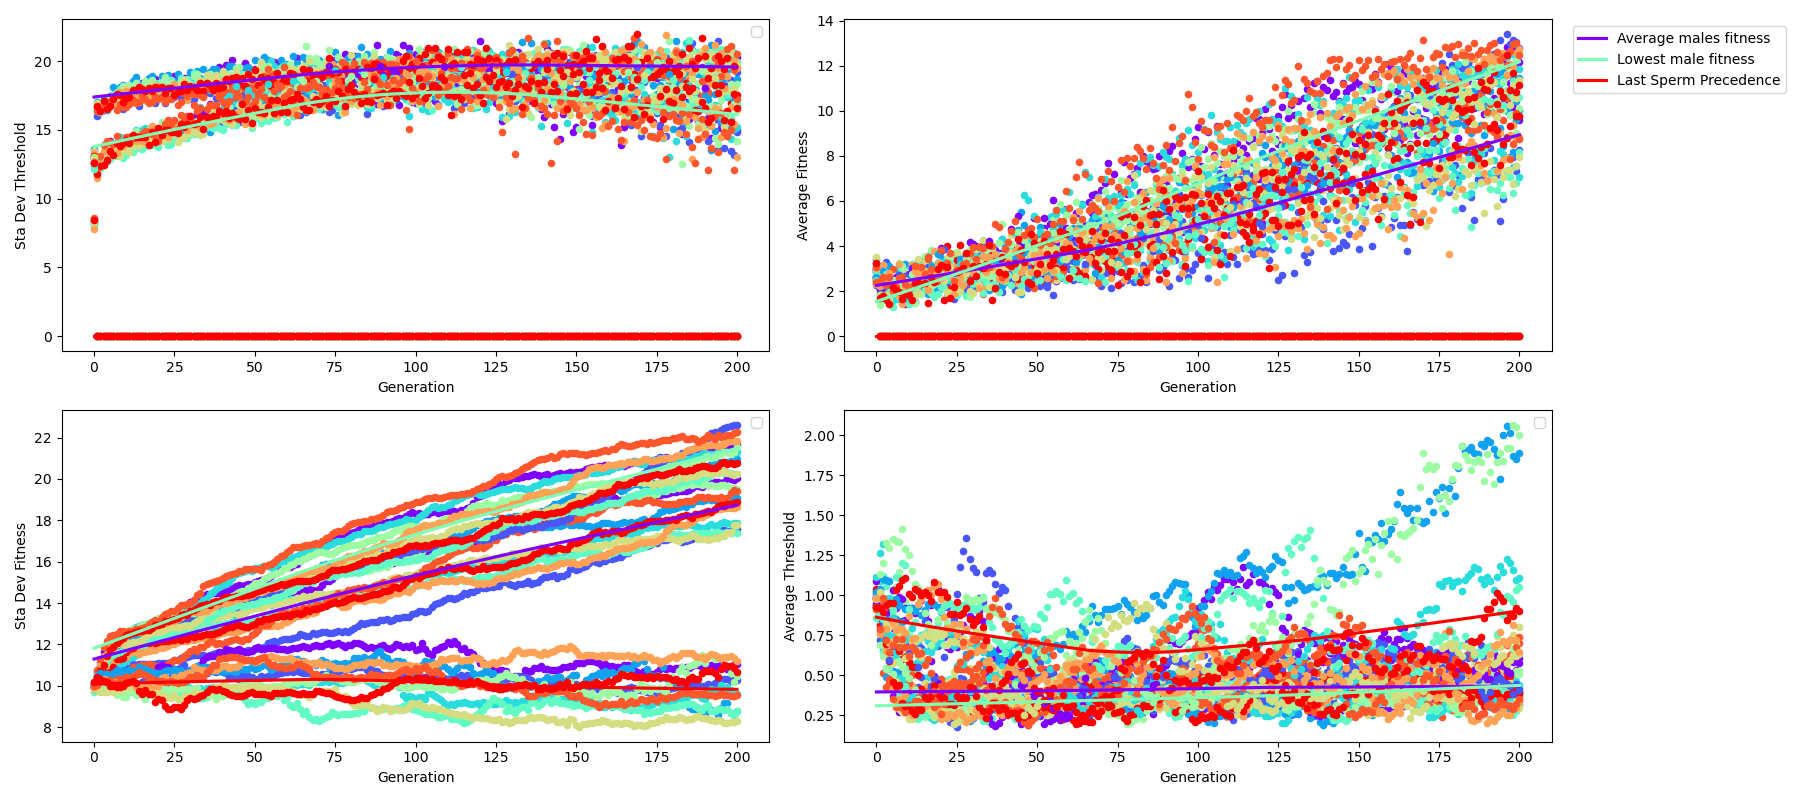 Sta Dev Threshold
20
15
10
5
0
0 25 50 75 100 125 150 175 200
Generation
Average Fitness
14
12
10
8
6
4
2
0
0 25 50 75 100 125 150 175 200
Generation
Average males fitness
Lowest male fitness
Last Sperm Precedence
Sta Dev Fitness
22
20
18
16
14
12
10
8
0 25 50 75 100 125 150 175 200
Generation
Average Threshold
2.00
1.75
1.50
1.25
1.00
0.75
0.50
0.25
0 25 50 75 100 125 150 175 200
Generation